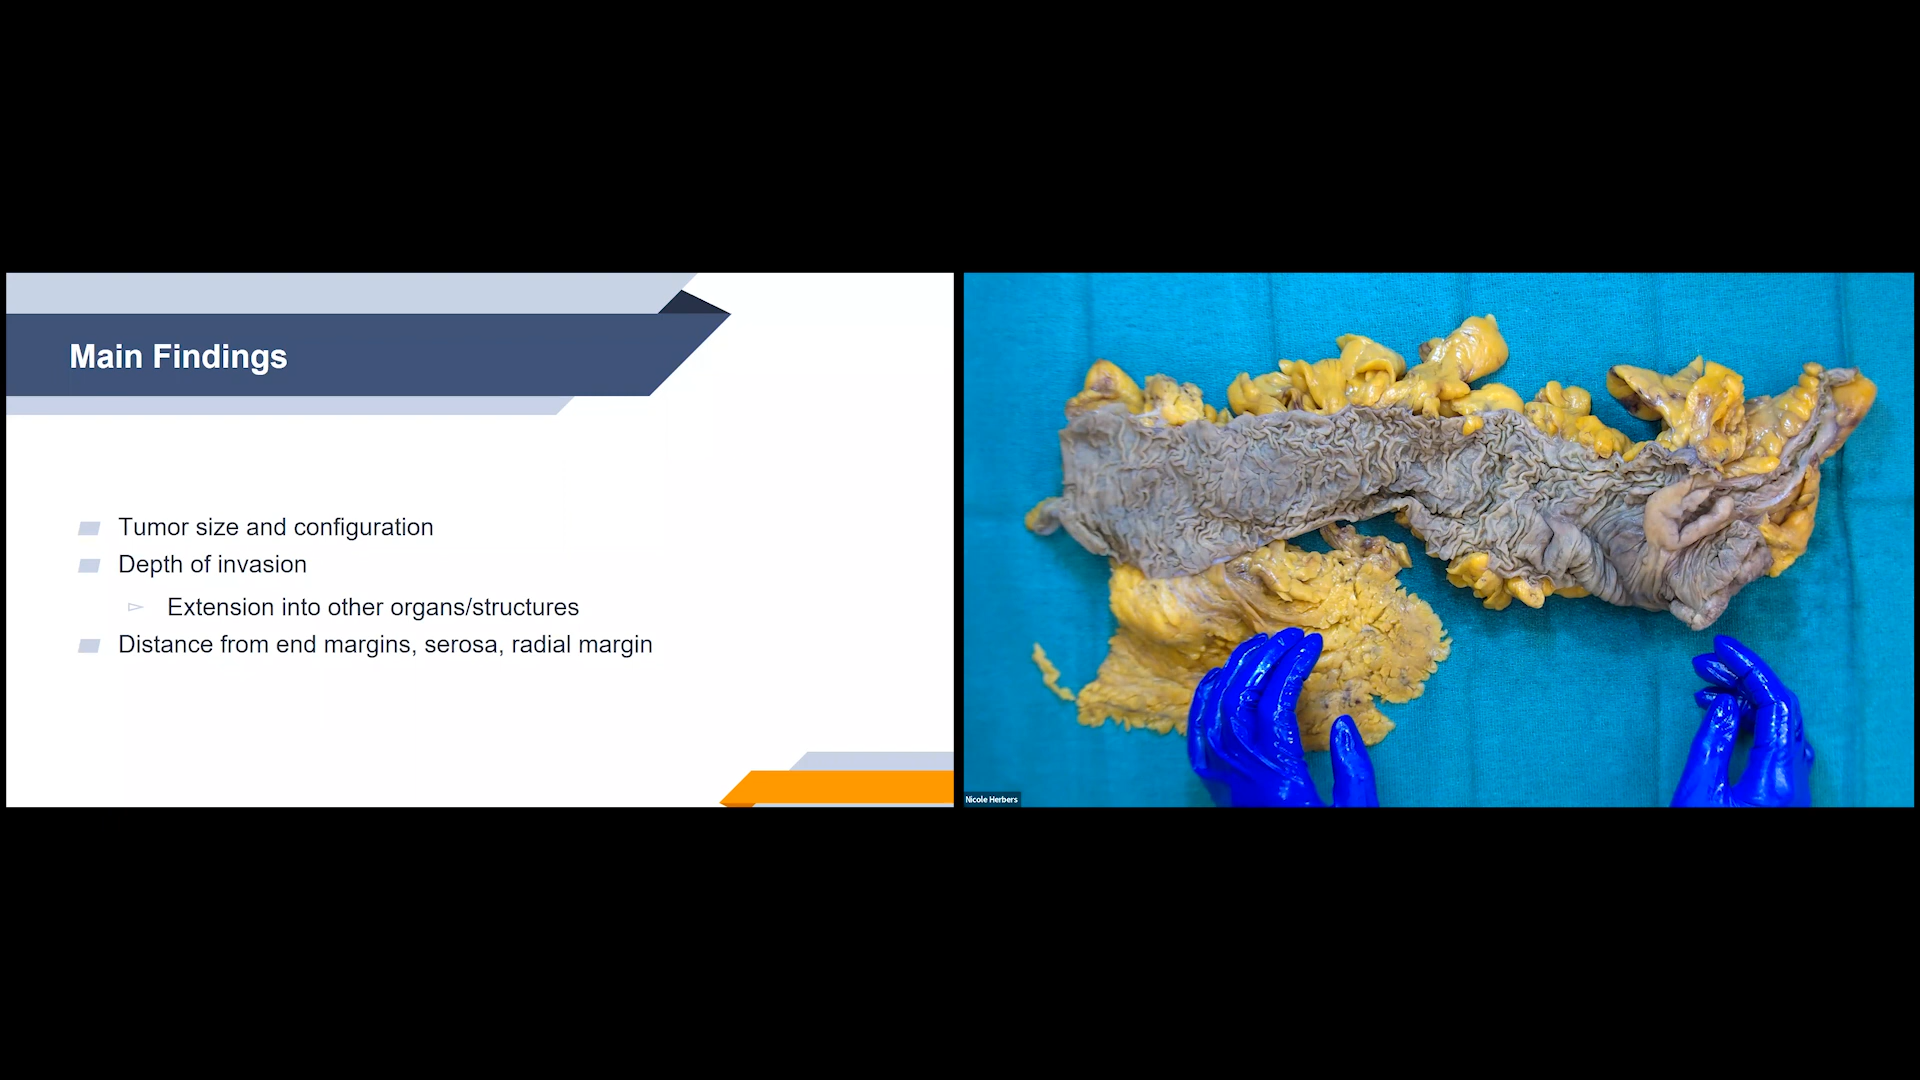 Main Findings
Tumor size and configuration
Depth of invasion
Extension into other organs/structures
Distance from end margins, serosa, radial margin
Nicole Herbers